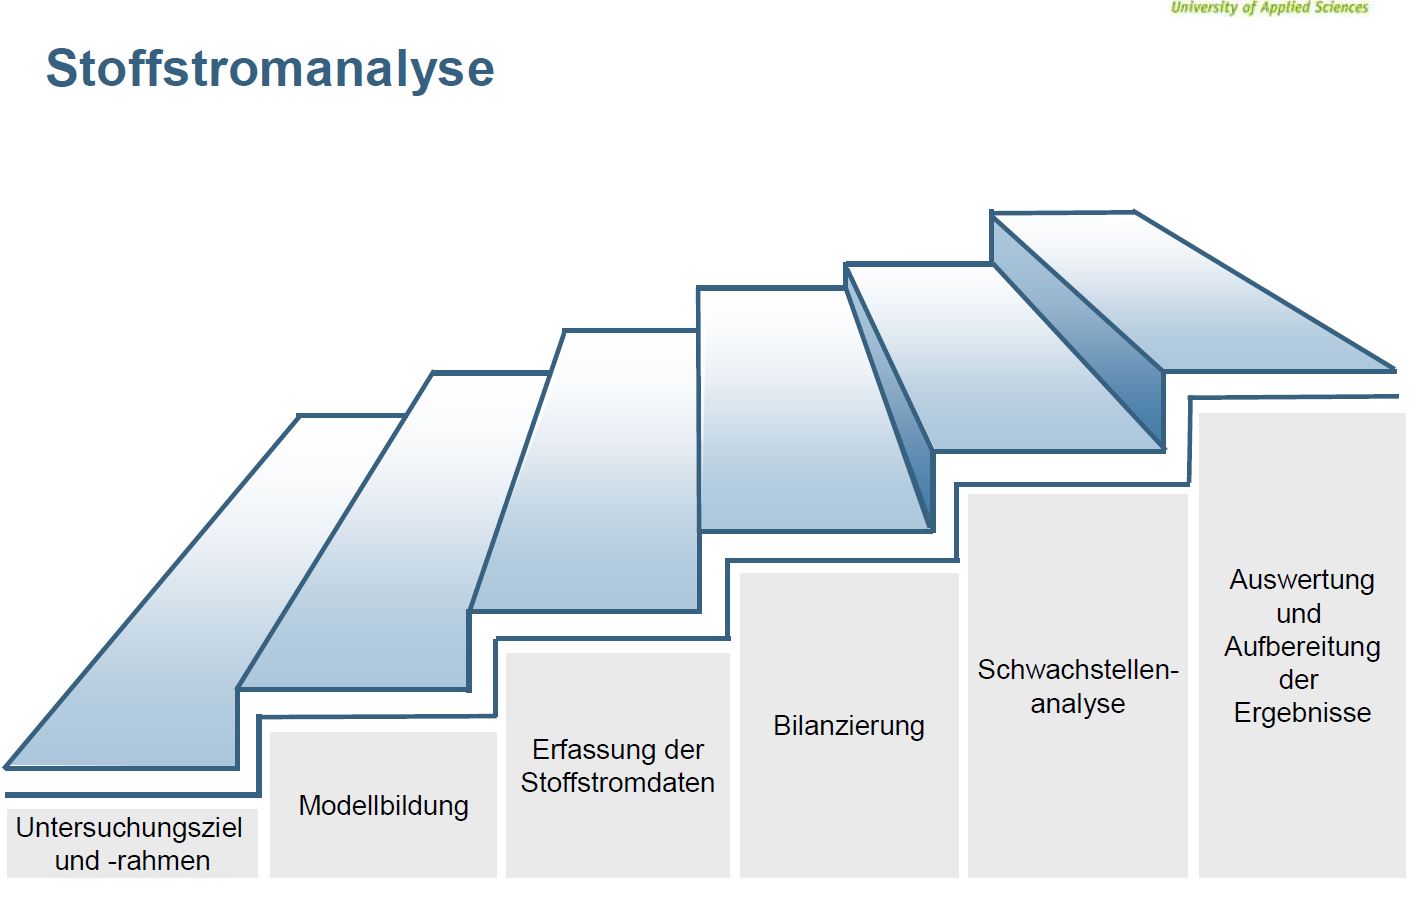 University of Applied Sciences
Stoffstromanalyse
Untersuchungsziel
und -rahmen
Modellbildung
Erfassung der
Stoffstromdaten
Bilanzierung
Schwachstellen-
analyse
Auswertung
und
Aufbereitung
der
Ergebnisse